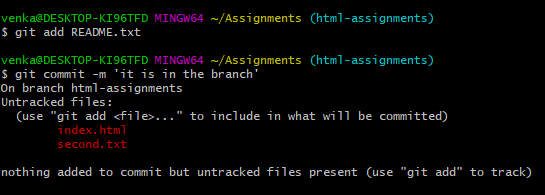 venka@DESKTOP-KI96TFD MINGW64 ~/Assignments (html-assignments)
$ git add README.txt
venka@DESKTOP-KI96TFD MINGW64 ~/Assignments (html-assignments)
$ git commit -m 'it is in the branch'
On branch html-assignments
Untracked files:
  (use "git add <file>..." to include in what will be committed)
        index.html
        second.txt
nothing added to commit but untracked files present (use "git add" to track)